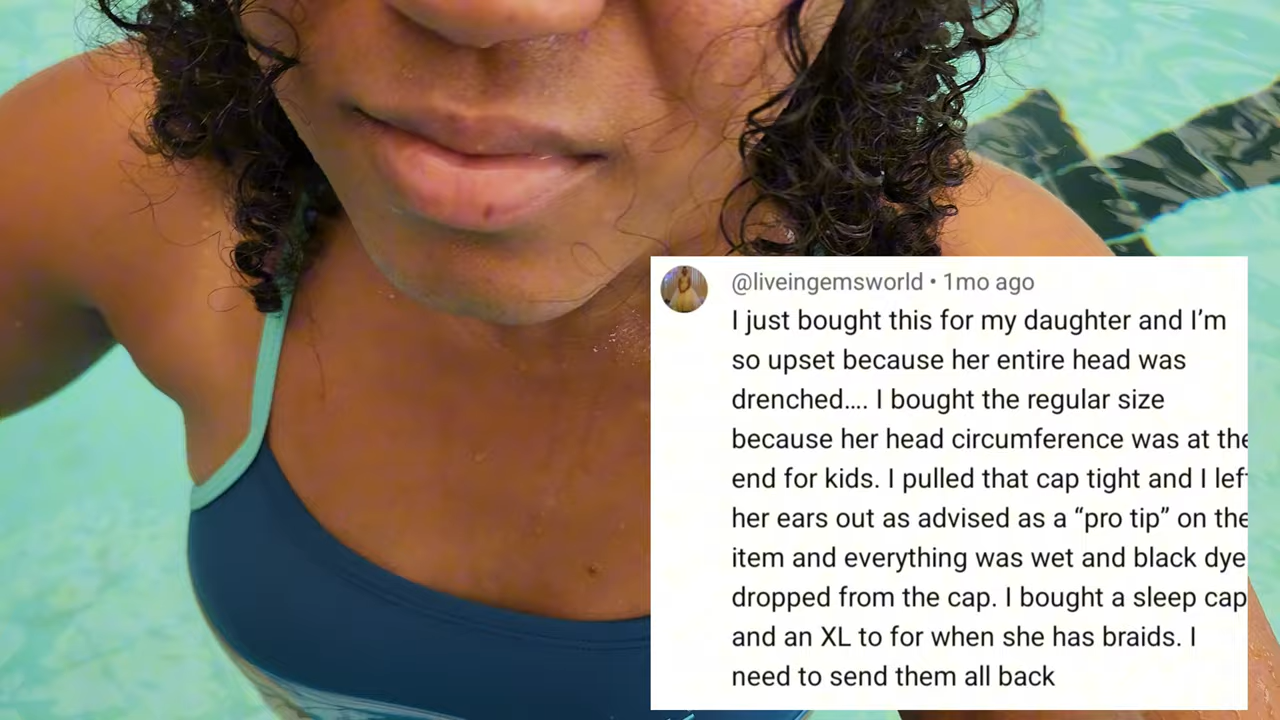 @liveingemsworld • 1mo ago
I just bought this for my daughter and I’m
so upset because her entire head was
drenched.... I bought the regular size
because her head circumference was at the
end for kids. I pulled that cap tight and I left
her ears out as advised as a “pro tip” on the
item and everything was wet and black dye
dropped from the cap. I bought a sleep cap
and an XL to for when she has braids. I
need to send them all back